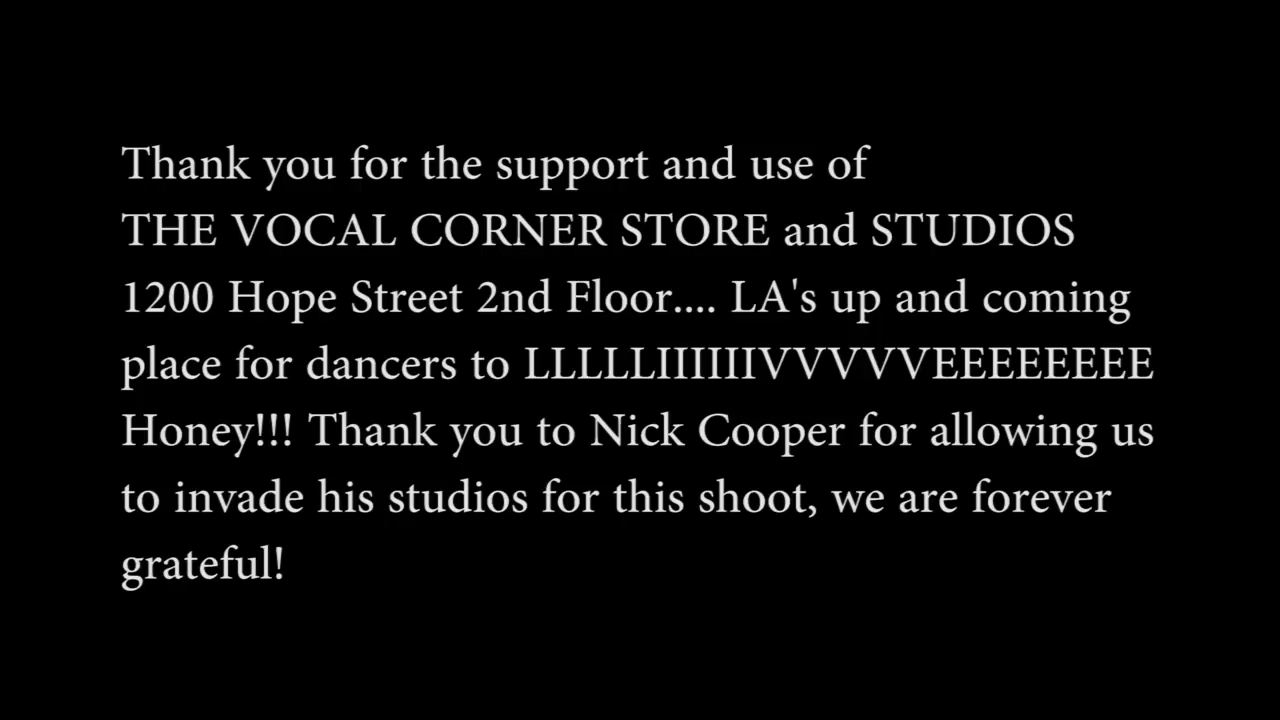 Thank you for the support and use of
THE VOCAL CORNER STORE and STUDIOS
1200 Hope Street 2nd Floor.... LA's up and coming
place for dancers to LLLLLIIIIIIVVVVVEEEEEEEE
Honey!!! Thank you to Nick Cooper for allowing us
to invade his studios for this shoot, we are forever
grateful!